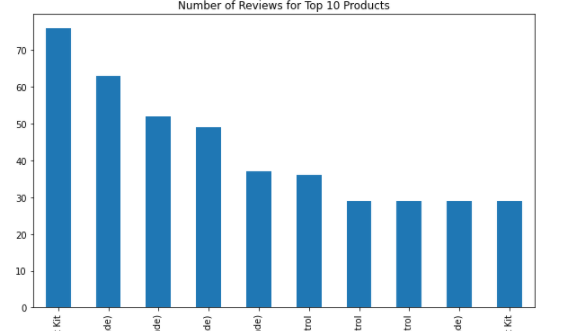 Number of Reviews for Top 10 Products
70
60
50
40
30
20
10
0
Kit
de)
de)
de)
de)
trol
trol
trol
de)
Kit